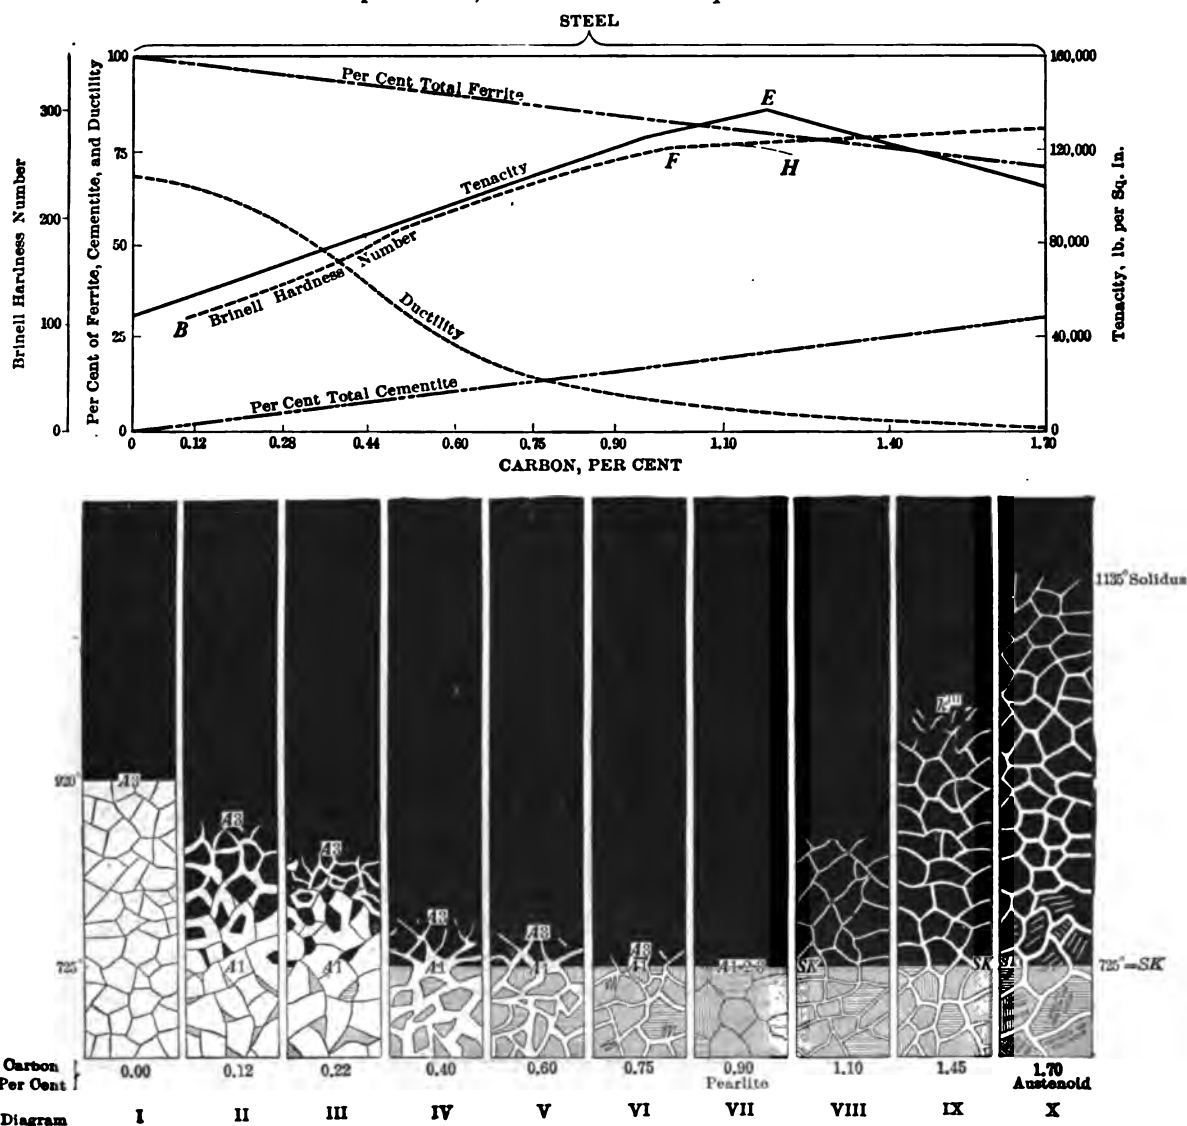 STEEL
100
75
50
25
0
300
200
100
0
160,000
120,000
80,000
40,000
0
Brinell Hardness Number
Per Cent of Ferrite, Cementite, and Ductility
Tenacity, lb. per Sq. In.
Per Cent Total Ferrite
E
F
H
Tenacity
B
Brinell Hardness Number
Ductility
Per Cent Total Cementite
0 0.12 0.28 0.44 0.60 0.75 0.90 1.10 1.40 1.70
CARBON, PER CENT
1135° Solidus
920°
A3
A3
A3
A3
A3
A3
725°
A1
A1
A1
A1
A1-2-3
SK
SK
725°=SK
Carbon Per Cent
0.00 0.12 0.22 0.40 0.60 0.75 0.90 1.10 1.45 1.70
Pearlite
Austenoid
Diagram I II III IV V VI VII VIII IX X